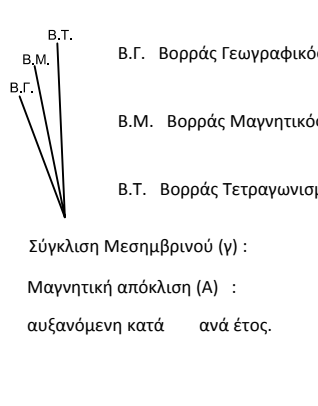 Β.Τ.
Β.Μ.
Β.Γ.
Β.Γ. Βορράς Γεωγραφικό
Β.Μ. Βορράς Μαγνητικό
Β.Τ. Βορράς Τετραγωνισ
Σύγκλιση Μεσημβρινού (γ) :
Μαγνητική απόκλιση (Α) :
αυξανόμενη κατά ανά έτος.